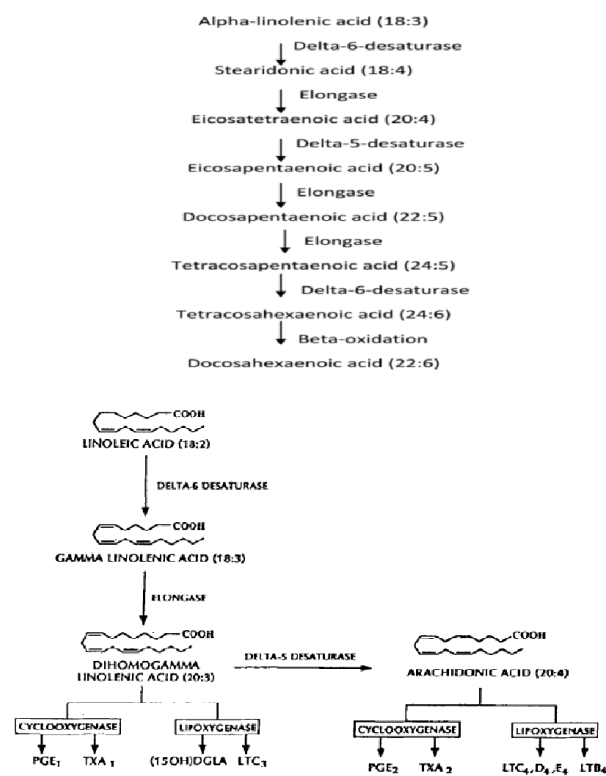 Alpha-linolenic acid (18:3)
Delta-6-desaturase
Stearidonic acid (18:4)
Elongase
Eicosatetraenoic acid (20:4)
Delta-5-desaturase
Eicosapentaenoic acid (20:5)
Elongase
Docosapentaenoic acid (22:5)
Elongase
Tetracosapentaenoic acid (24:5)
Delta-6-desaturase
Tetracosahexaenoic acid (24:6)
Beta-oxidation
Docosahexaenoic acid (22:6)
COOH
LINOLEIC ACID (18:2)
DELTA-6 DESATURASE
COOH
GAMMA LINOLENIC ACID (18:3)
ELONGASE
COOH
DIHOMOGAMMA
LINOLENIC ACID (20:3)
DELTA-5 DESATURASE
COOH
ARACHIDONIC ACID (20:4)
CYCLOOXYGENASE LIPOXYGENASE CYCLOOXYGENASE LIPOXYGENASE
PGE1 TXA1 (15OH)DGLA LTC3 PGE2 TXA2 LTC4,D4,E4 LTB4